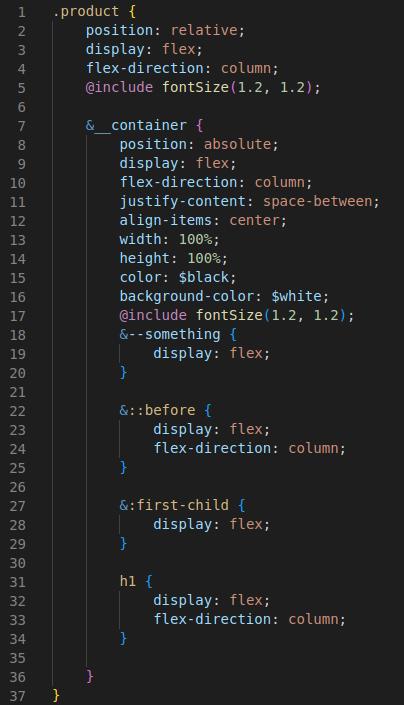 1 .product {
2     position: relative;
3     display: flex;
4     flex-direction: column;
5     @include fontSize(1.2, 1.2);
6
7     &__container {
8         position: absolute;
9         display: flex;
10         flex-direction: column;
11         justify-content: space-between;
12         align-items: center;
13         width: 100%;
14         height: 100%;
15         color: $black;
16         background-color: $white;
17         @include fontSize(1.2, 1.2);
18         &--something {
19             display: flex;
20         }
21
22         &::before {
23             display: flex;
24             flex-direction: column;
25         }
26
27         &:first-child {
28             display: flex;
29         }
30
31         h1 {
32             display: flex;
33             flex-direction: column;
34         }
35
36     }
37 }